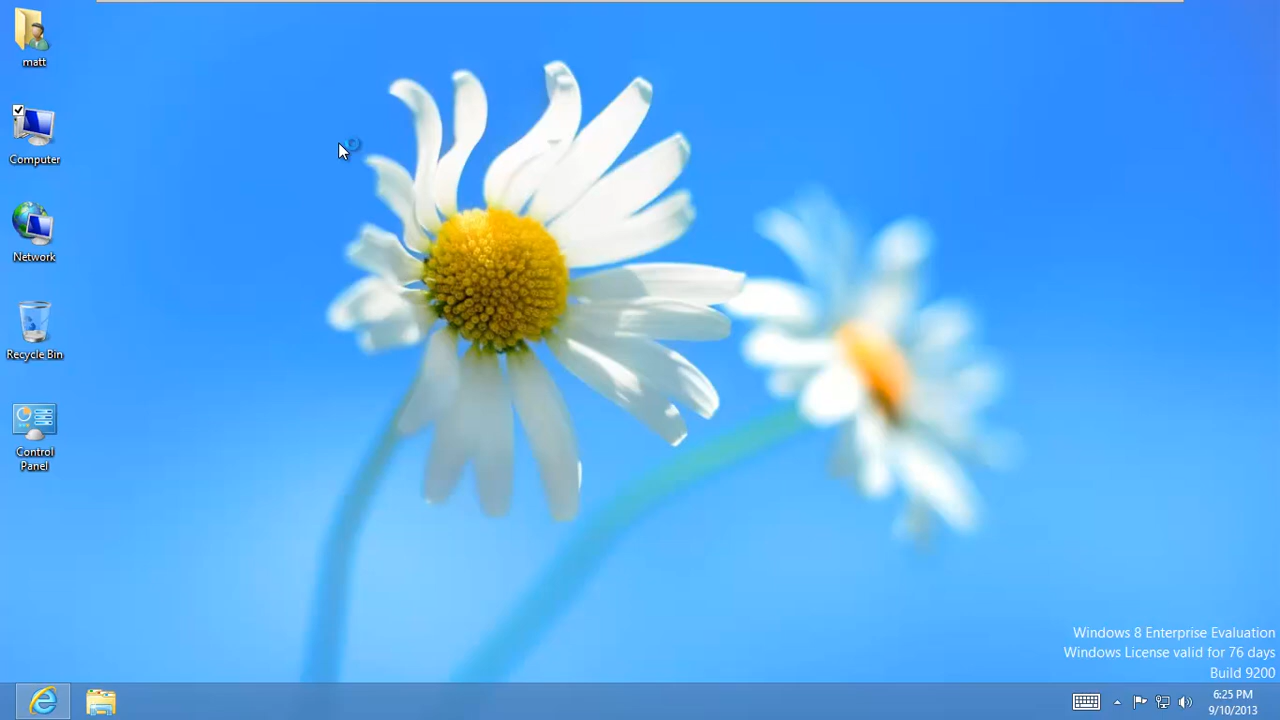 matt
Computer
Network
Recycle Bin
Control
Panel
Windows 8 Enterprise Evaluation
Windows License valid for 76 days
Build 9200
6:25 PM
9/10/2013